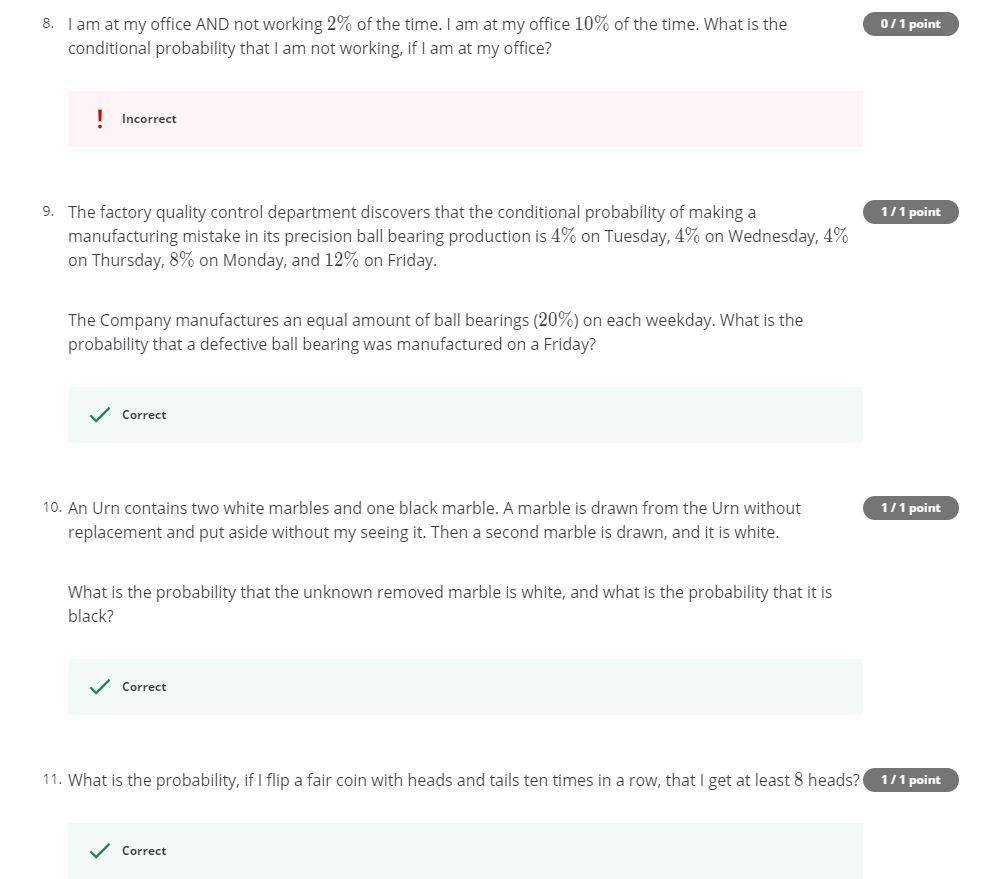 8. I am at my office AND not working 2% of the time. I am at my office 10% of the time. What is the
0 / 1 point
conditional probability that I am not working, if I am at my office?
! Incorrect
9. The factory quality control department discovers that the conditional probability of making a
1 / 1 point
manufacturing mistake in its precision ball bearing production is 4% on Tuesday, 4% on Wednesday, 4%
on Thursday, 8% on Monday, and 12% on Friday.
The Company manufactures an equal amount of ball bearings (20%) on each weekday. What is the
probability that a defective ball bearing was manufactured on a Friday?
Correct
10. An Urn contains two white marbles and one black marble. A marble is drawn from the Urn without
1 / 1 point
replacement and put aside without my seeing it. Then a second marble is drawn, and it is white.
What is the probability that the unknown removed marble is white, and what is the probability that it is
black?
Correct
11. What is the probability, if I flip a fair coin with heads and tails ten times in a row, that I get at least 8 heads?
1 / 1 point
Correct